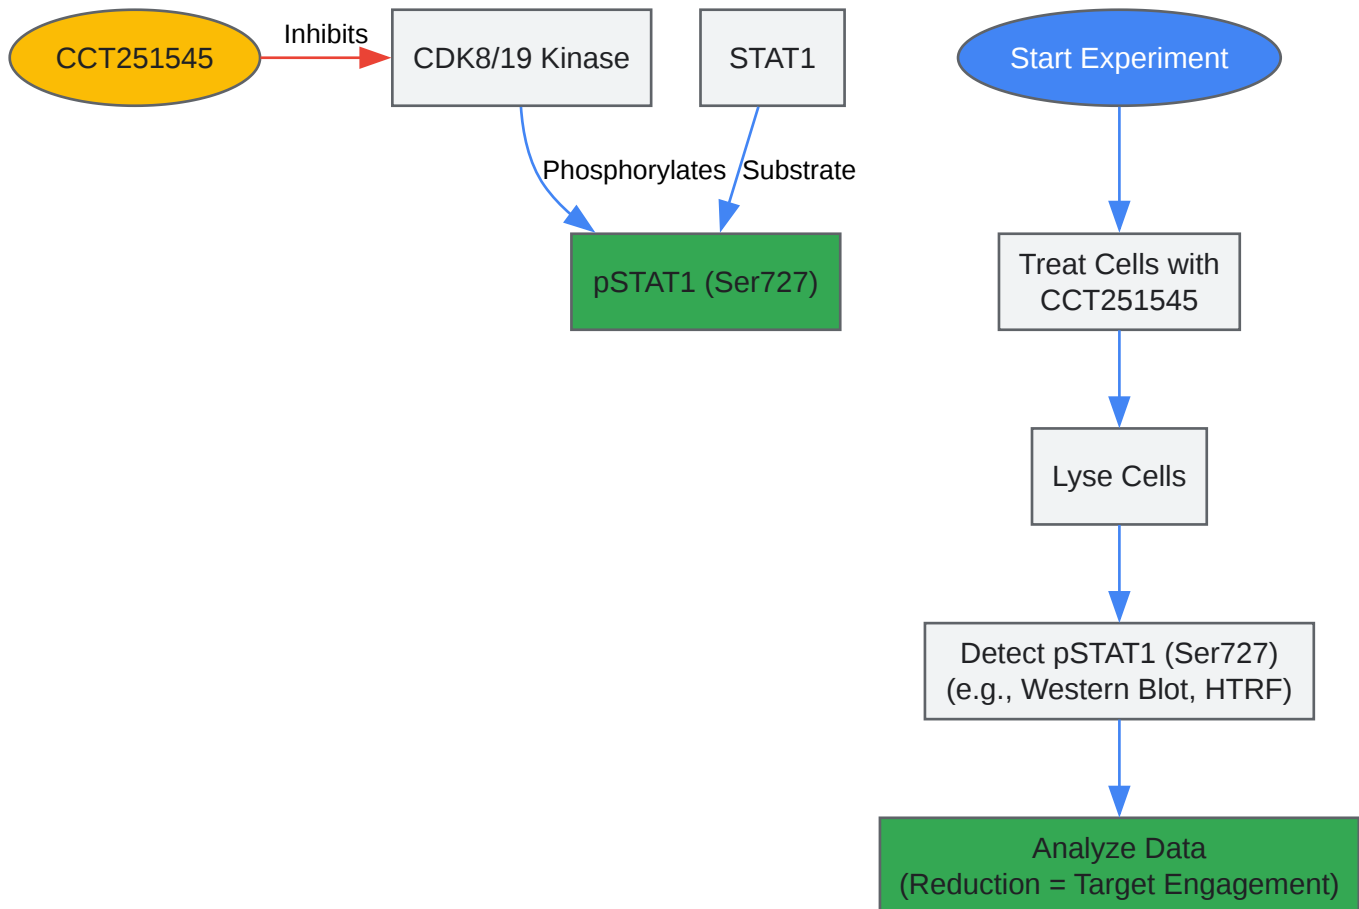 CCT251545
Inhibits
CDK8/19 Kinase
STAT1
Phosphorylates
Substrate
pSTAT1 (Ser727)
Start Experiment
Treat Cells with
CCT251545
Lyse Cells
Detect pSTAT1 (Ser727)
(e.g., Western Blot, HTRF)
Analyze Data
(Reduction = Target Engagement)